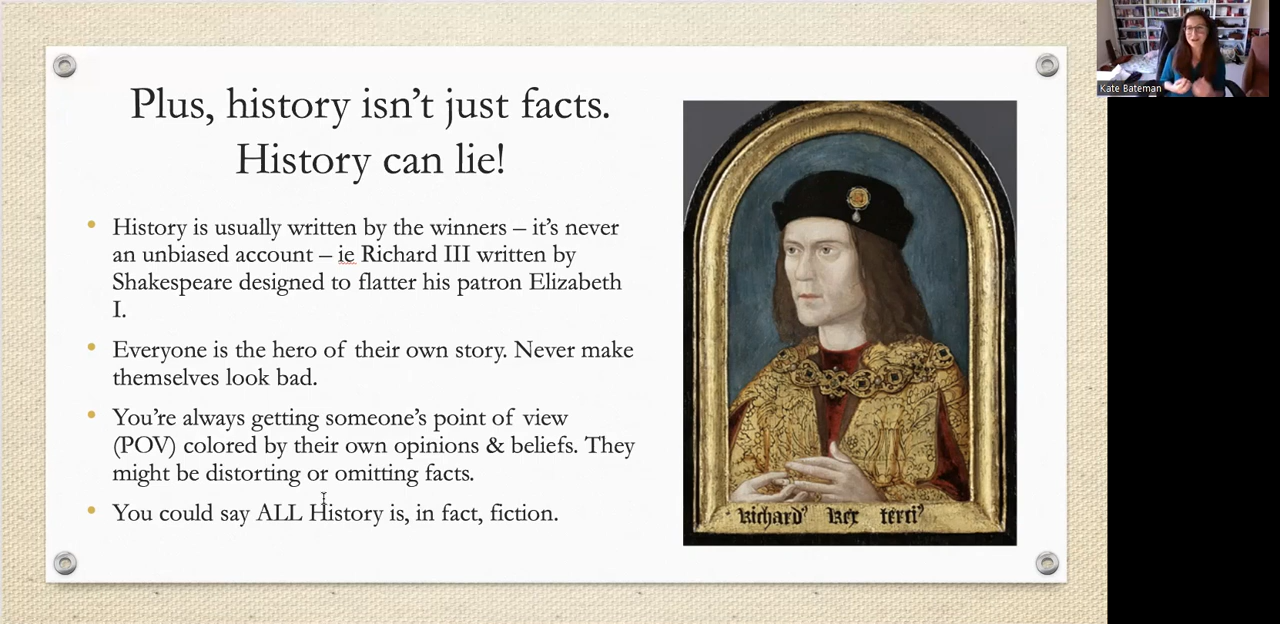 Plus, history isn’t just facts.
History can lie!
• History is usually written by the winners – it’s never
an unbiased account – ie Richard III written by
Shakespeare designed to flatter his patron Elizabeth
I.
• Everyone is the hero of their own story. Never make
themselves look bad.
• You’re always getting someone’s point of view
(POV) colored by their own opinions & beliefs. They
might be distorting or omitting facts.
• You could say ALL History is, in fact, fiction.
Richard' Rex terci'
Kate Bateman